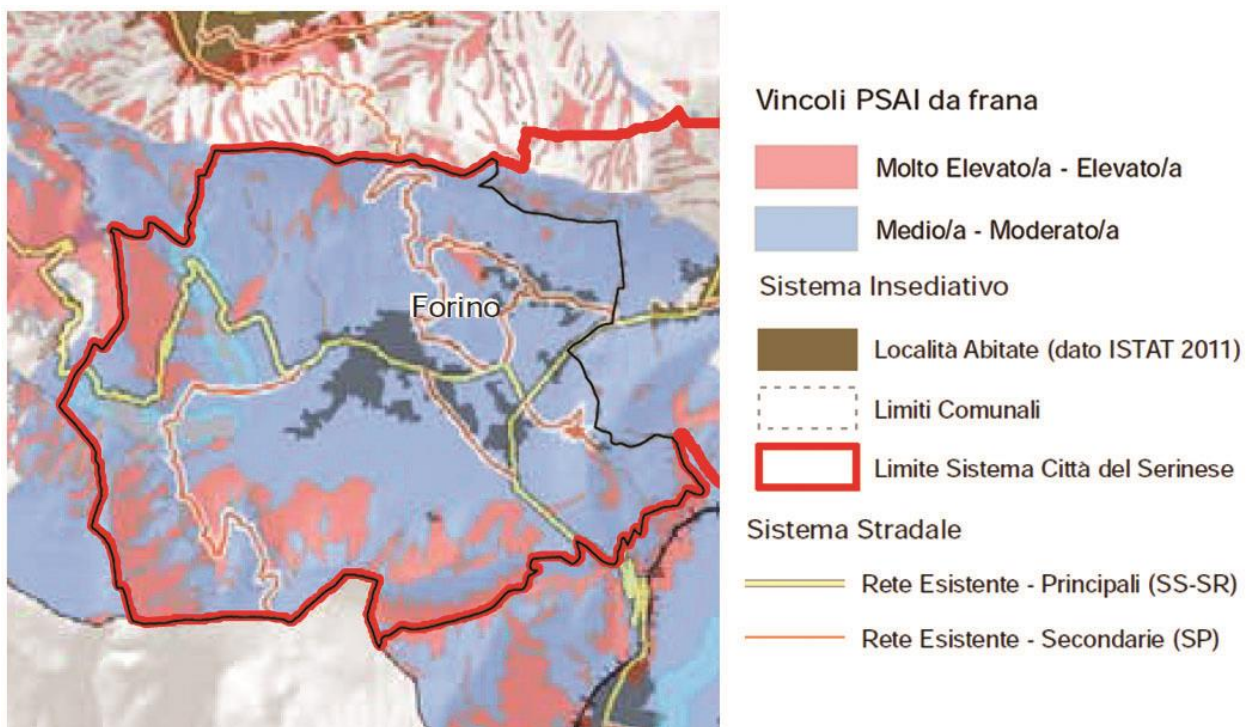 Forino
Vincoli PSAI da frana
Molto Elevato/a - Elevato/a
Medio/a - Moderato/a
Sistema Insediativo
Località Abitate (dato ISTAT 2011)
Limiti Comunali
Limite Sistema Città del Serinese
Sistema Stradale
Rete Esistente - Principali (SS-SR)
Rete Esistente - Secondarie (SP)